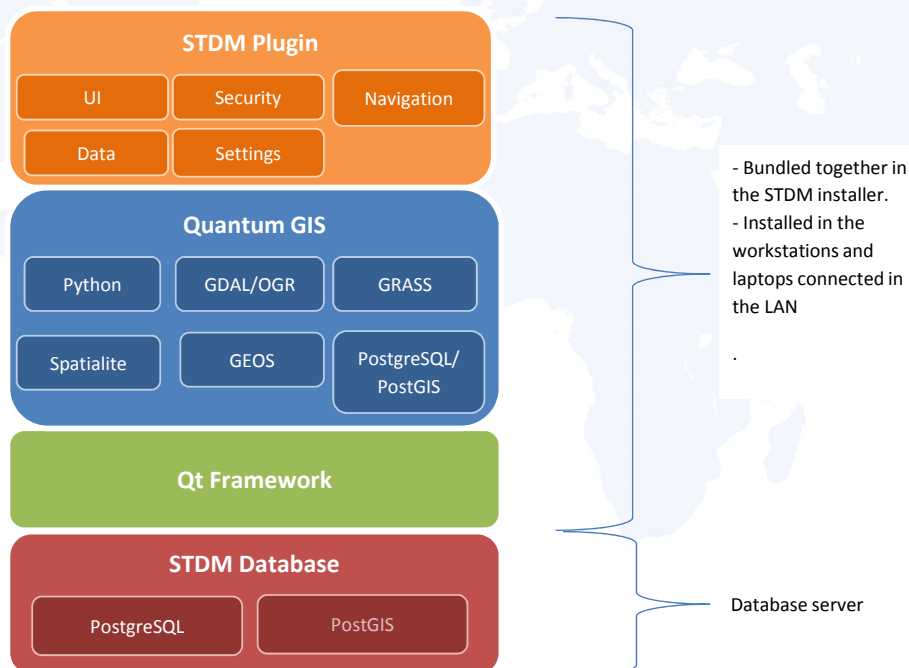 STDM Plugin
UI
Security
Navigation
Data
Settings
Quantum GIS
Python
GDAL/OGR
GRASS
Spatialite
GEOS
PostgreSQL/
PostGIS
Qt Framework
STDM Database
PostgreSQL
PostGIS
- Bundled together in
the STDM installer.
- Installed in the
workstations and
laptops connected in
the LAN
.
Database server